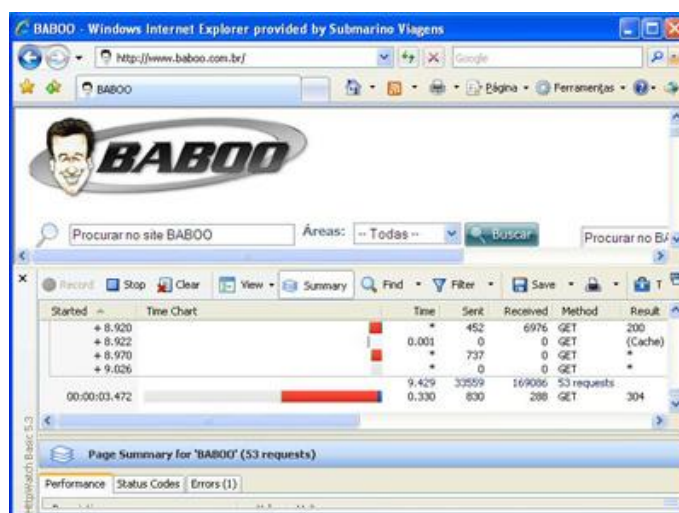 BABOO - Windows Internet Explorer provided by Submarino Viagens
http://www.baboo.com.br/
Google
BABOO
Página
Ferramentas
BABOO
Procurar no site BABOO
Áreas:
-- Todas --
Buscar
Procurar no BA
Record Stop Clear View Summary Find Filter Save T
Started Time Chart Time Sent Received Method Result
+ 8.920 * 452 6976 GET 200
+ 8.922 0.001 0 0 GET (Cache)
+ 8.970 * 737 0 GET *
+ 9.026 * 0 0 GET *
9.429 33559 169086 53 requests
00:00:03.472 0.330 830 288 GET 304
HttpWatch Basic 5.3
Page Summary for 'BABOO' (53 requests)
Performance Status Codes Errors (1)